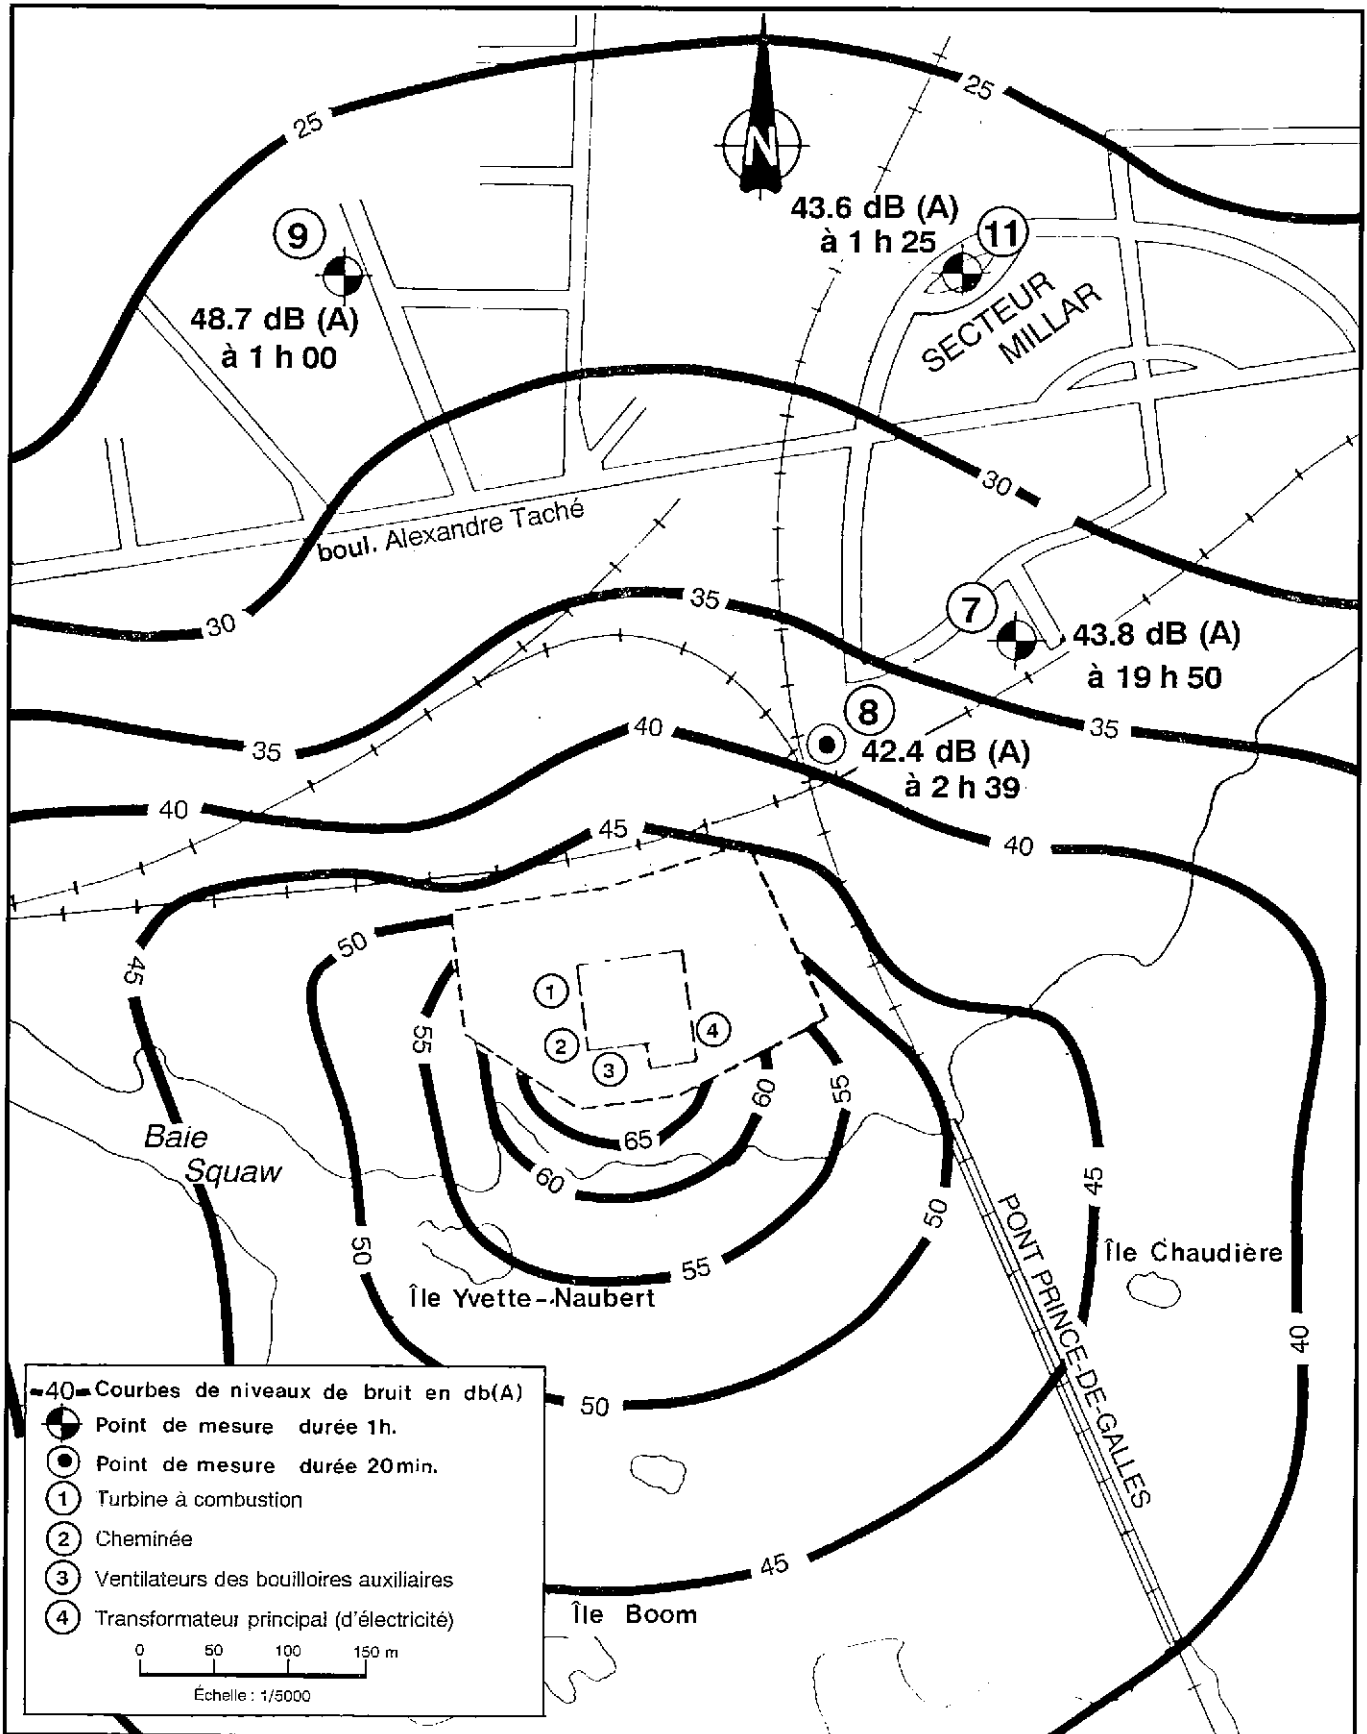 25
25
N
43.6 dB (A)
à 1 h 25
11
9
48.7 dB (A)
à 1 h 00
SECTEUR
MILLAR
30
boul. Alexandre Taché
30
35
7
43.8 dB (A)
à 19 h 50
8
42.4 dB (A)
à 2 h 39
35
35
40
40
45
40
50
45
1
2
3
4
55
60
55
65
60
Baie
Squaw
45
50
50
55
PONT PRINCE-DE-GALLES
Île Chaudière
Île Yvette-Naubert
40
50
45
Île Boom
-40- Courbes de niveaux de bruit en db(A)
Point de mesure durée 1h.
Point de mesure durée 20min.
1 Turbine à combustion
2 Cheminée
3 Ventilateurs des bouilloires auxiliaires
4 Transformateur principal (d'électricité)
0 50 100 150 m
Échelle : 1/5000